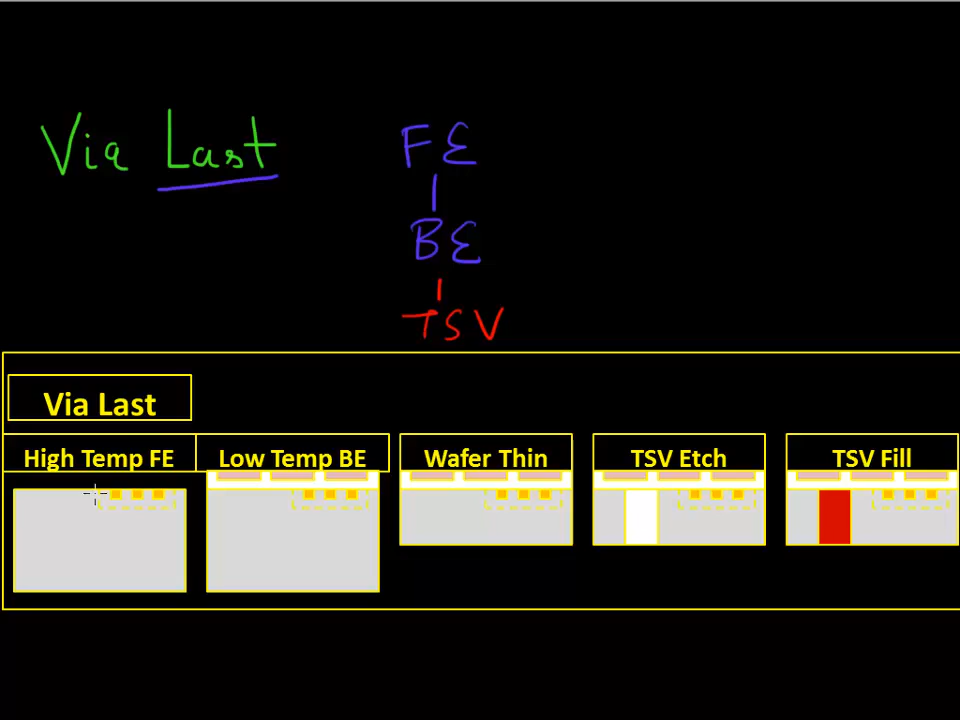 Via Last
FE
BE
TSV
Via Last
High Temp FE
Low Temp BE
Wafer Thin
TSV Etch
TSV Fill